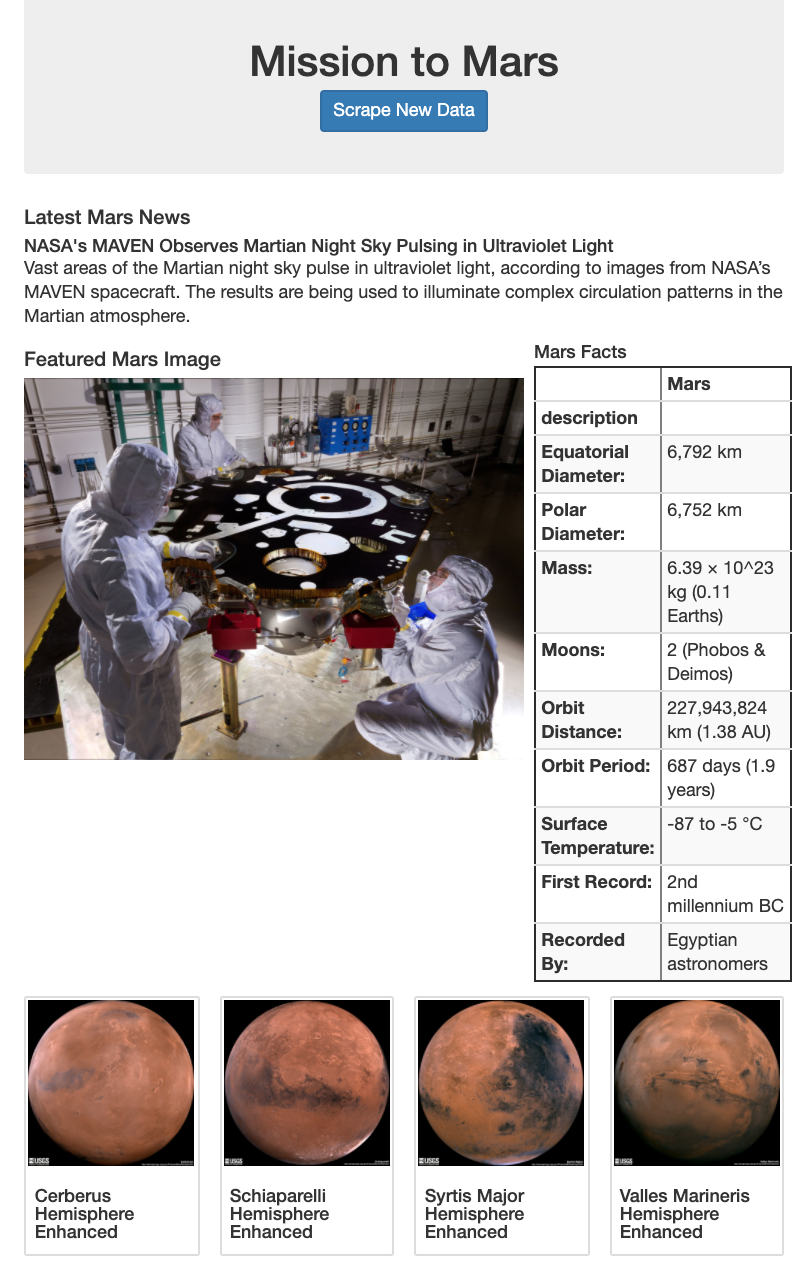 Mission to Mars
Scrape New Data
Latest Mars News
NASA's MAVEN Observes Martian Night Sky Pulsing in Ultraviolet Light
Vast areas of the Martian night sky pulse in ultraviolet light, according to images from NASA’s
MAVEN spacecraft. The results are being used to illuminate complex circulation patterns in the
Martian atmosphere.
Featured Mars Image
Mars Facts
Mars
description
Equatorial Diameter: 6,792 km
Polar Diameter: 6,752 km
Mass: 6.39 × 10^23 kg (0.11 Earths)
Moons: 2 (Phobos & Deimos)
Orbit Distance: 227,943,824 km (1.38 AU)
Orbit Period: 687 days (1.9 years)
Surface Temperature: -87 to -5 °C
First Record: 2nd millennium BC
Recorded By: Egyptian astronomers
USGS
USGS
USGS
USGS
Cerberus
Hemisphere
Enhanced
Schiaparelli
Hemisphere
Enhanced
Syrtis Major
Hemisphere
Enhanced
Valles Marineris
Hemisphere
Enhanced